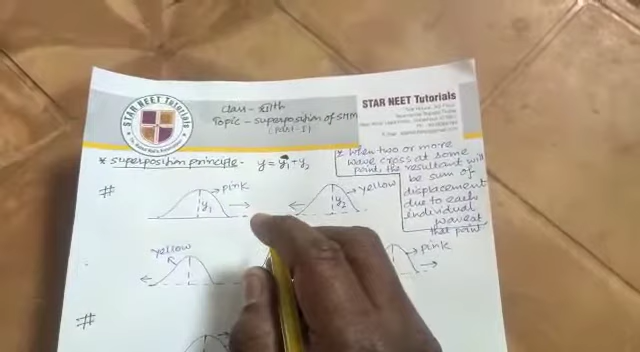 STAR NEET Tutorials
Class-XIth
Topic - superposition of SHM
(Part-I)
STAR NEET Tutorials
* superposition principle- y = y₁+y₂
* when two or more
wave cross at some
point, the resultant will
be sum of
displacement
due to each
individual
wave at
that point
#
pink
yellow
y₁
y₂
yellow
pink
#